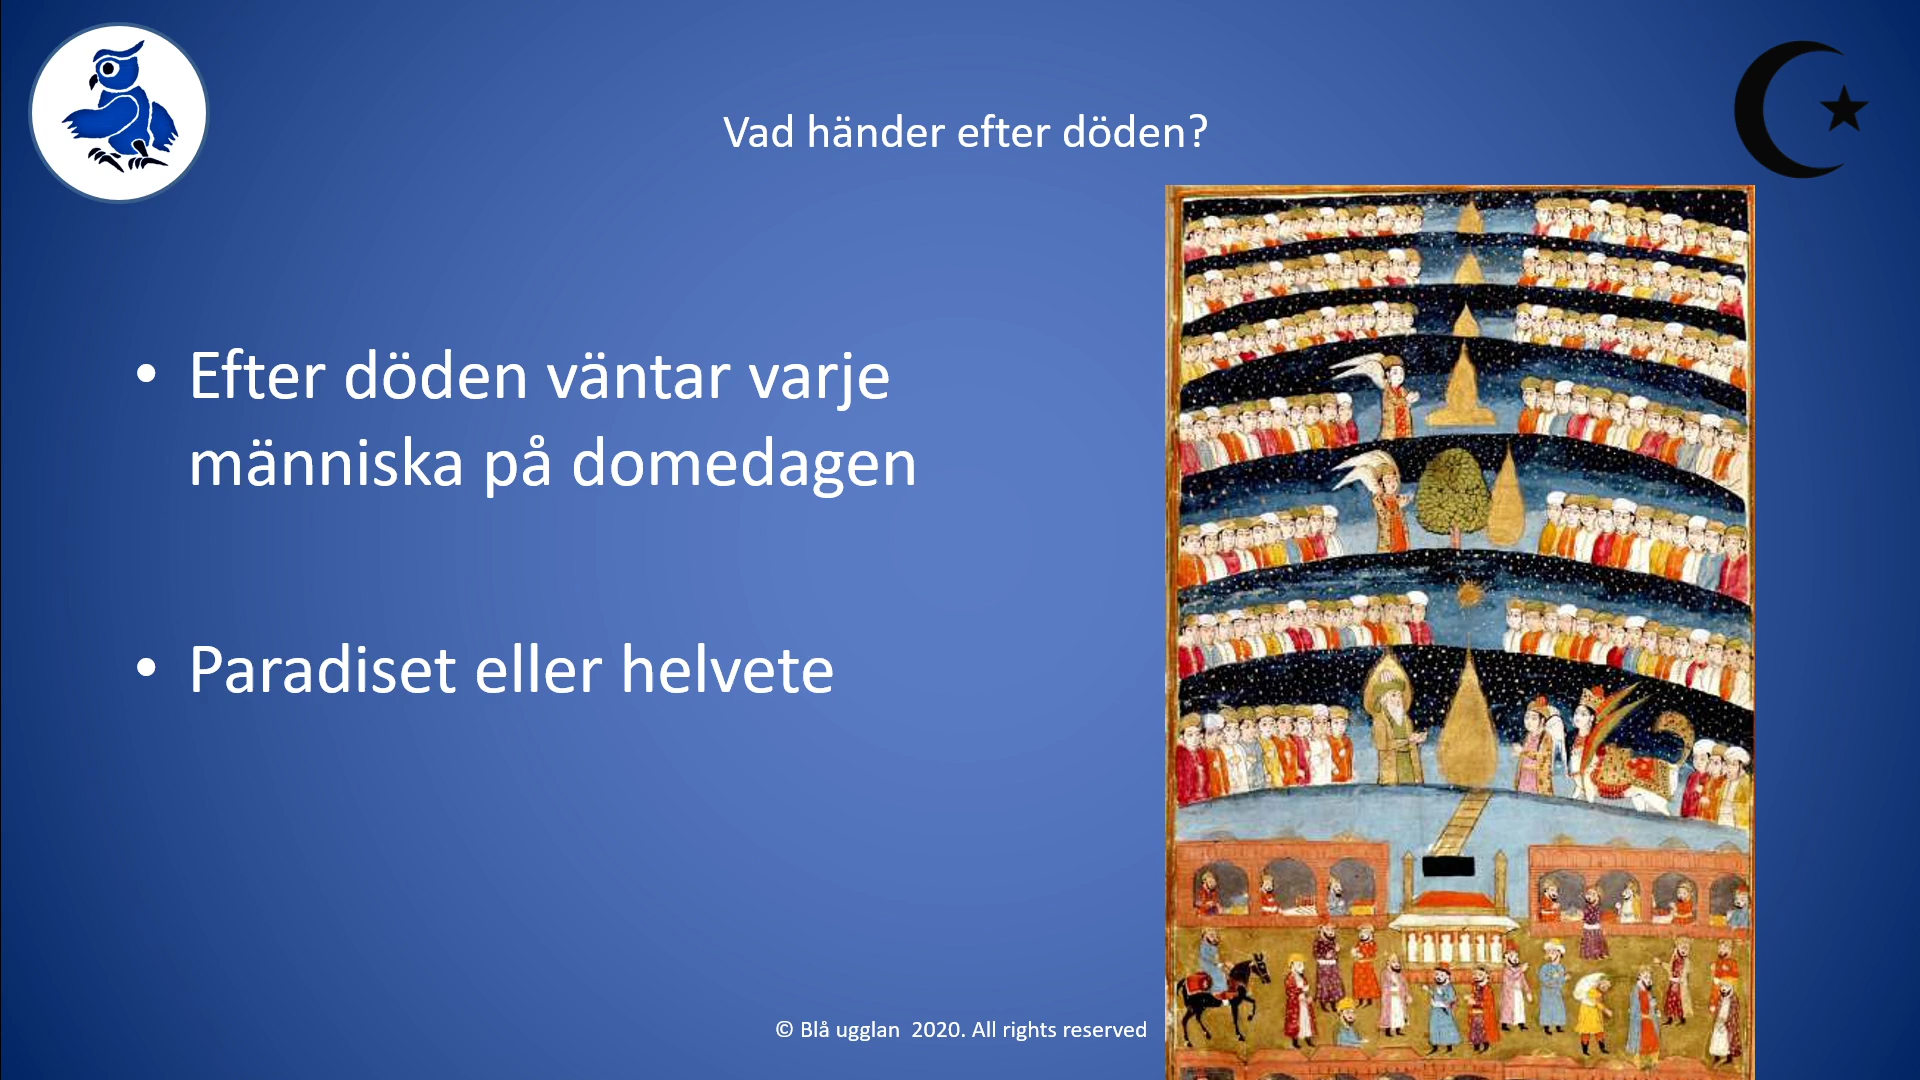 Vad händer efter döden?
• Efter döden väntar varje
människa på domedagen
• Paradiset eller helvete
© Blå ugglan 2020. All rights reserved